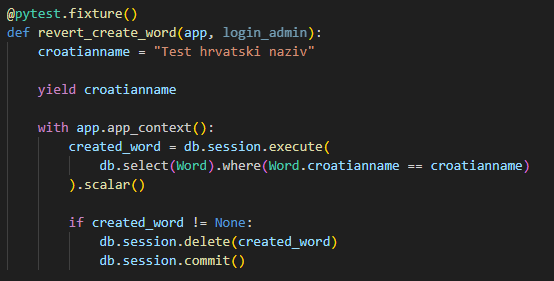 @pytest.fixture()
def revert_create_word(app, login_admin):
    croatianname = "Test hrvatski naziv"

    yield croatianname

    with app.app_context():
        created_word = db.session.execute(
            db.select(Word).where(Word.croatianname == croatianname)
        ).scalar()

        if created_word != None:
            db.session.delete(created_word)
            db.session.commit()